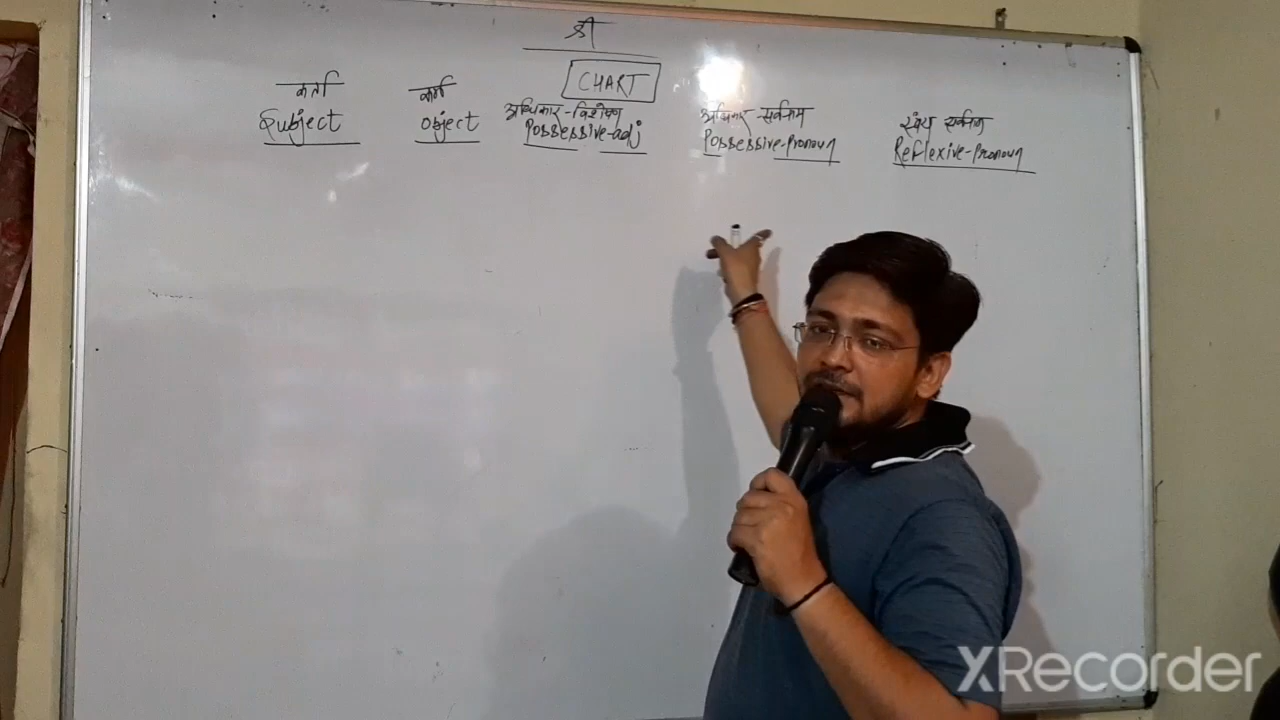 श्री
CHART
कर्ता
Subject
कर्म
Object
अधिकार-विशेषण
Possessive-adj
अधिकार-सर्वनाम
Possessive-Pronoun
स्वंय सर्वनाम
Reflexive-Pronoun
XRecorder